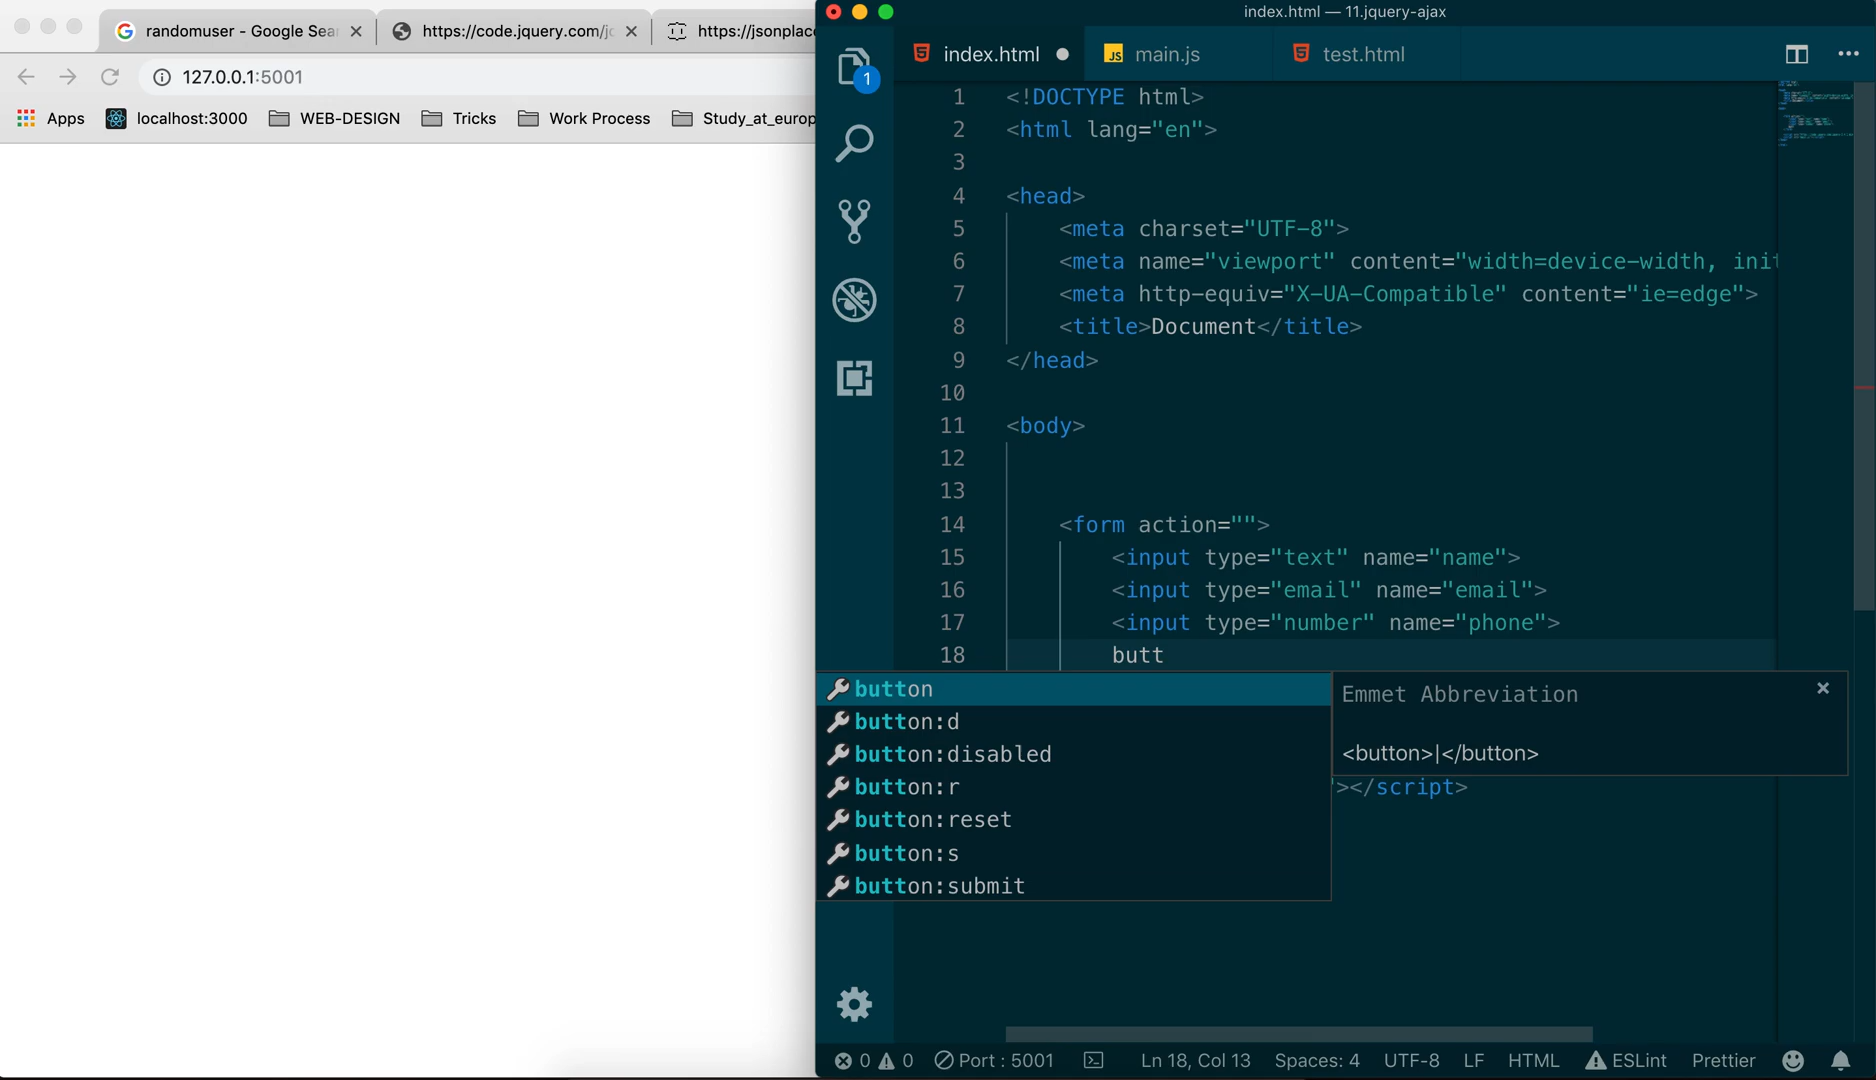 randomuser - Google Sea
https://code.jquery.com/jq
https://jsonplac
127.0.0.1:5001
Apps
localhost:3000
WEB-DESIGN
Tricks
Work Process
Study_at_europ
index.html — 11.jquery-ajax
1
index.html
JS main.js
test.html
1 <!DOCTYPE html>
2 <html lang="en">
3
4 <head>
5 <meta charset="UTF-8">
6 <meta name="viewport" content="width=device-width, init
7 <meta http-equiv="X-UA-Compatible" content="ie=edge">
8 <title>Document</title>
9 </head>
10
11 <body>
12
13
14 <form action="">
15 <input type="text" name="name">
16 <input type="email" name="email">
17 <input type="number" name="phone">
18 butt
button
button:d
button:disabled
button:r
button:reset
button:s
button:submit
Emmet Abbreviation
<button>|</button>
"></script>
0 0 Port : 5001 Ln 18, Col 13 Spaces: 4 UTF-8 LF HTML ESLint Prettier